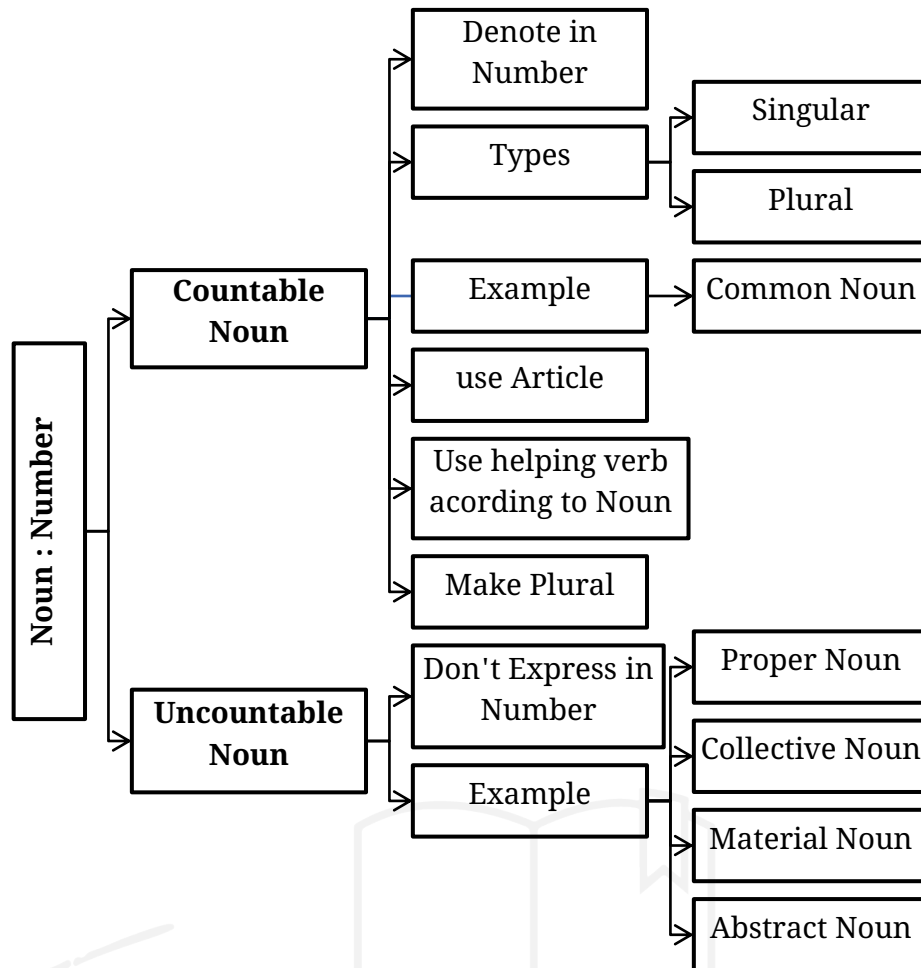 Noun : Number
Countable
Noun
Denote in
Number
Types
Singular
Plural
Example
Common Noun
use Article
Use helping verb
acording to Noun
Make Plural
Uncountable
Noun
Don't Express in
Number
Example
Proper Noun
Collective Noun
Material Noun
Abstract Noun